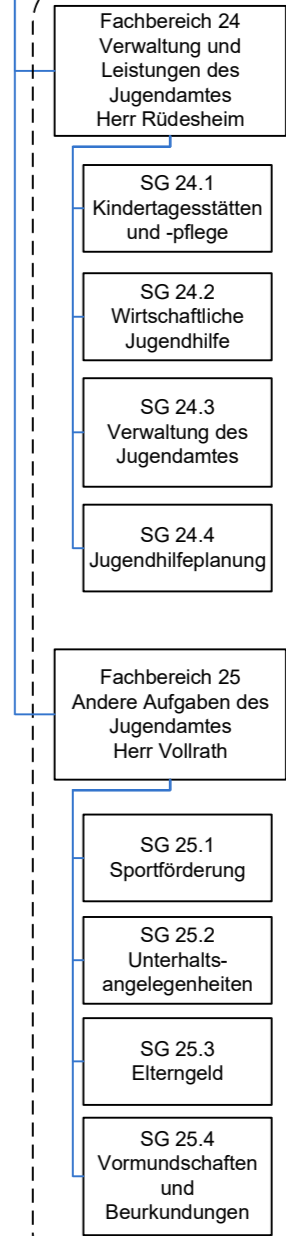 Fachbereich 24
Verwaltung und
Leistungen des
Jugendamtes
Herr Rüdesheim
SG 24.1
Kindertagesstätten
und -pflege
SG 24.2
Wirtschaftliche
Jugendhilfe
SG 24.3
Verwaltung des
Jugendamtes
SG 24.4
Jugendhilfeplanung
Fachbereich 25
Andere Aufgaben des
Jugendamtes
Herr Vollrath
SG 25.1
Sportförderung
SG 25.2
Unterhalts-
angelegenheiten
SG 25.3
Elterngeld
SG 25.4
Vormundschaften
und
Beurkundungen